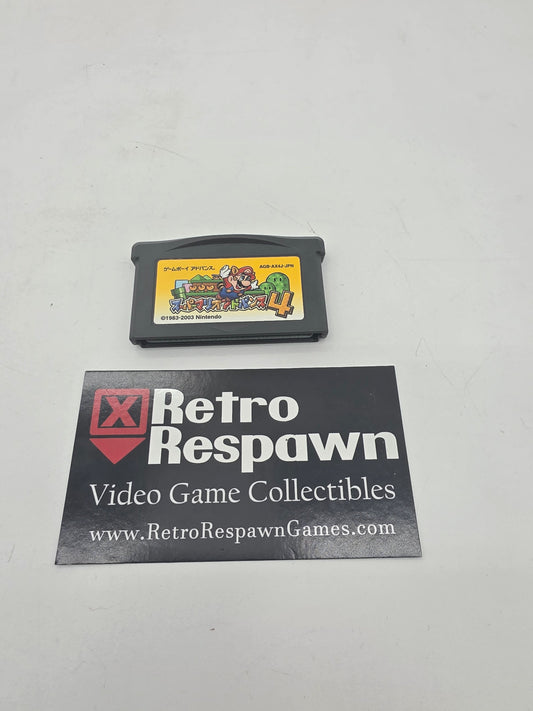 ゲームボーイ アドバンス
AGB-AX4J-JPN
スーパーマリオアドバンス4
©1983-2003 Nintendo
X Retro
Respawn
Video Game Collectibles
www.RetroRespawnGames.com